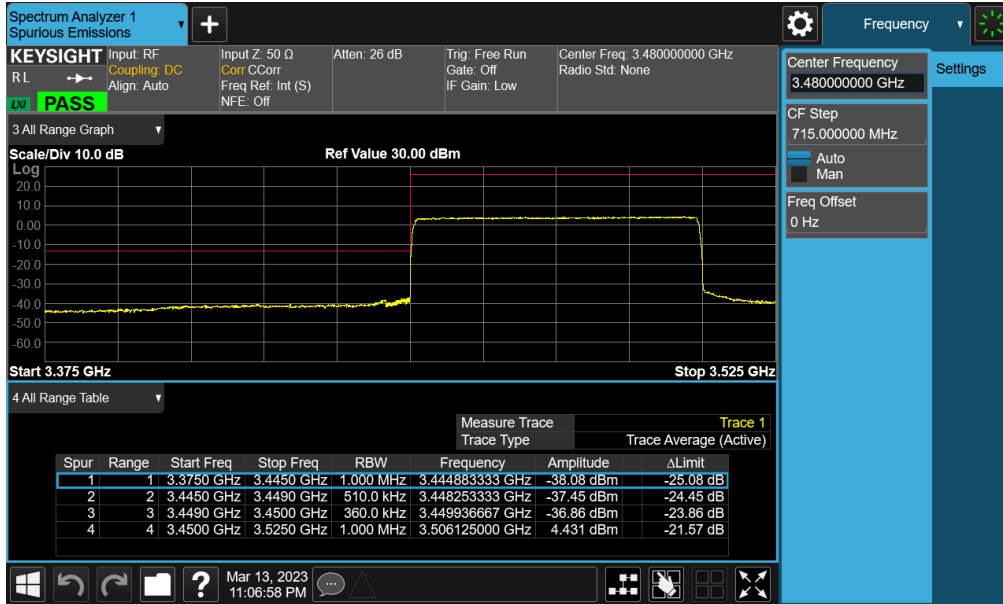 Spectrum Analyzer 1
Spurious Emissions
Frequency
KEYSIGHT
RL
LXI
PASS
Input: RF
Coupling: DC
Align: Auto
Input Z: 50 Ω
Corr CCorr
Freq Ref: Int (S)
NFE: Off
Atten: 26 dB
Trig: Free Run
Gate: Off
IF Gain: Low
Center Freq: 3.480000000 GHz
Radio Std: None
Center Frequency
3.480000000 GHz
Settings
CF Step
715.000000 MHz
Auto
Man
Freq Offset
0 Hz
3 All Range Graph
Scale/Div 10.0 dB
Ref Value 30.00 dBm
Log
20.0
10.0
0.00
-10.0
-20.0
-30.0
-40.0
-50.0
-60.0
Start 3.375 GHz
Stop 3.525 GHz
4 All Range Table
Measure Trace Trace 1
Trace Type Trace Average (Active)
Spur Range Start Freq Stop Freq RBW Frequency Amplitude ΔLimit
1 1 3.3750 GHz 3.4450 GHz 1.000 MHz 3.444883333 GHz -38.08 dBm -25.08 dB
2 2 3.4450 GHz 3.4490 GHz 510.0 kHz 3.448253333 GHz -37.45 dBm -24.45 dB
3 3 3.4490 GHz 3.4500 GHz 360.0 kHz 3.449936667 GHz -36.86 dBm -23.86 dB
4 4 3.4500 GHz 3.5250 GHz 1.000 MHz 3.506125000 GHz 4.431 dBm -21.57 dB
Mar 13, 2023
11:06:58 PM